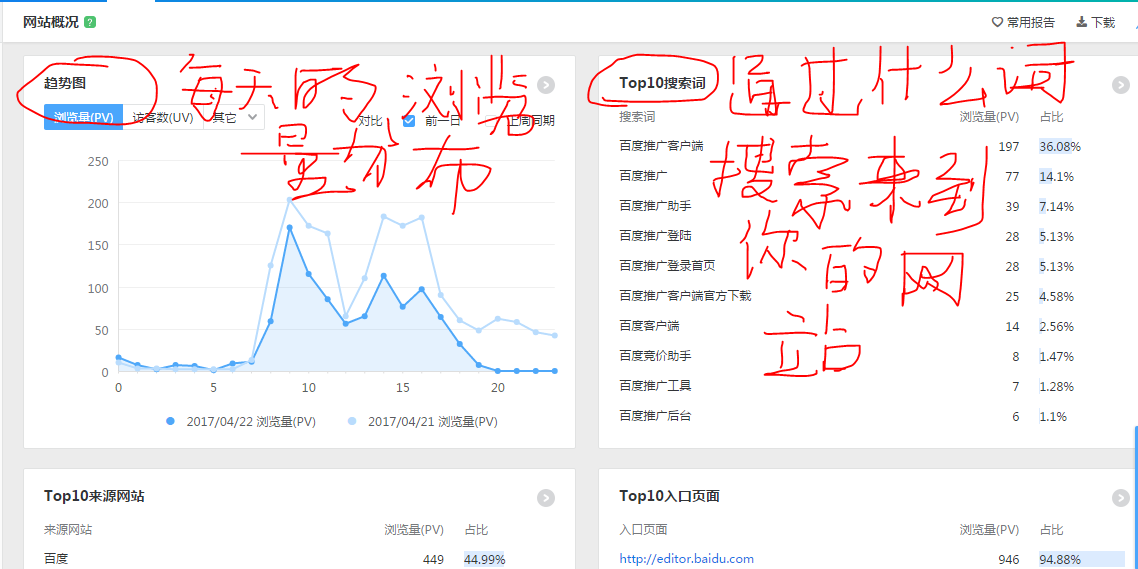 网站概况 ?
常用报告 下载
趋势图
每天的浏览
量分布
浏览量(PV) 访客数(UV) 其它
对比 前一日 上周同期
250
200
150
100
50
0
0 5 10 15 20
2017/04/22 浏览量(PV) 2017/04/21 浏览量(PV)
Top10搜索词
通过什么词
搜索来到
你的网
站
搜索词 浏览量(PV) 占比
百度推广客户端 197 36.08%
百度推广 77 14.1%
百度推广助手 39 7.14%
百度推广登陆 28 5.13%
百度推广登录首页 28 5.13%
百度推广客户端官方下载 25 4.58%
百度客户端 14 2.56%
百度竞价助手 8 1.47%
百度推广工具 7 1.28%
百度推广后台 6 1.1%
Top10来源网站
来源网站 浏览量(PV) 占比
百度 449 44.99%
Top10入口页面
入口页面 浏览量(PV) 占比
http://editor.baidu.com 946 94.88%